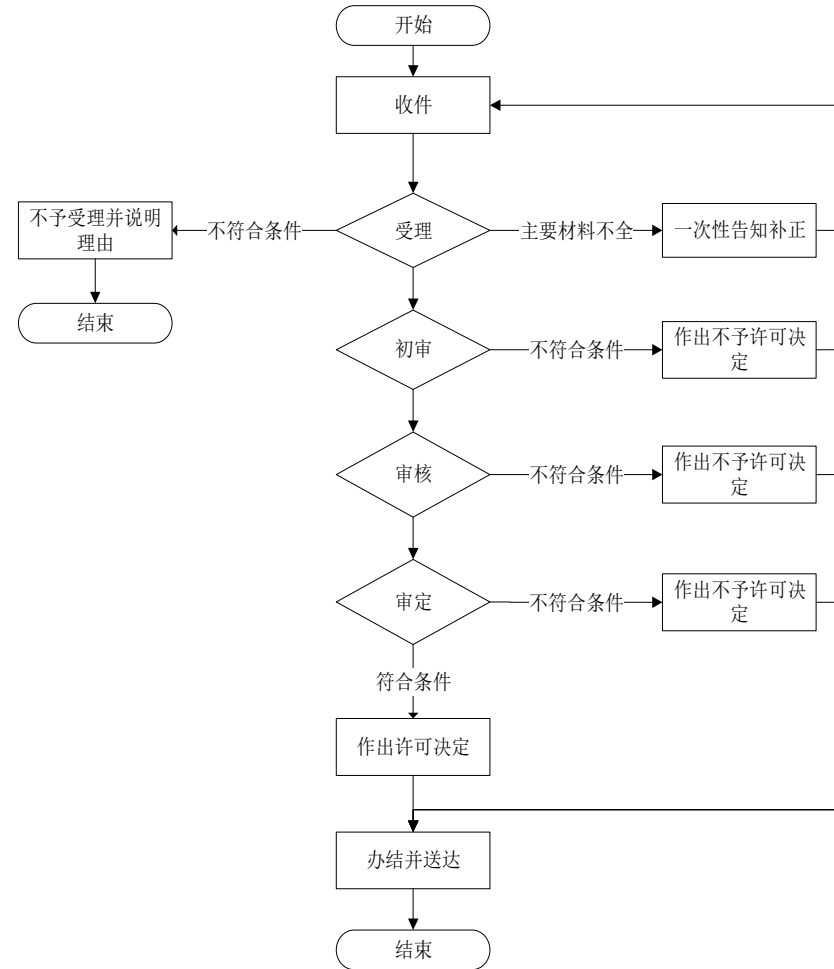 开始
收件
不予受理并说明
理由
不符合条件
受理
主要材料不全
一次性告知补正
结束
初审
不符合条件
作出不予许可决
定
审核
不符合条件
作出不予许可决
定
审定
不符合条件
作出不予许可决
定
符合条件
作出许可决定
办结并送达
结束